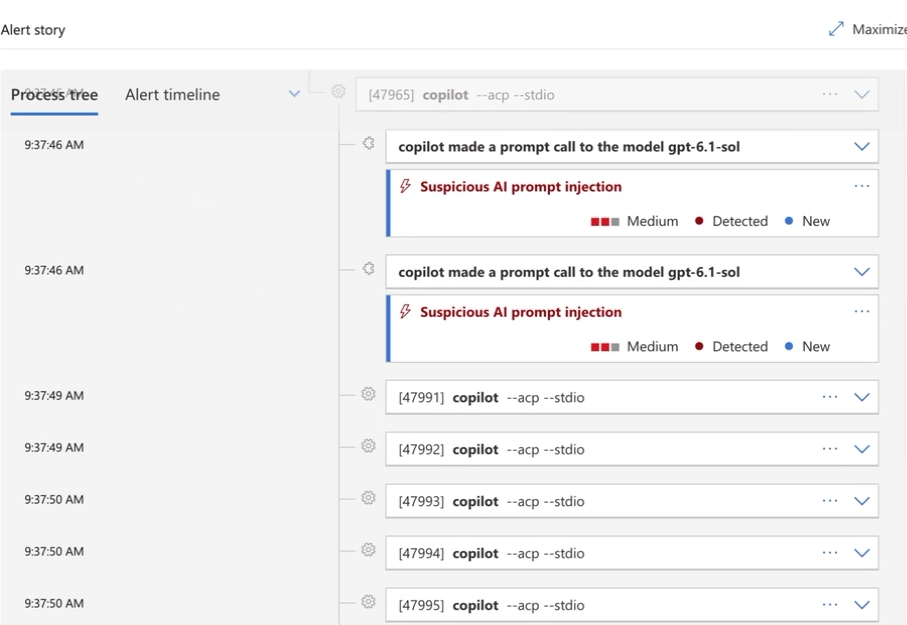 Alert story
Maximize
Process tree Alert timeline
[47965] copilot --acp --stdio
9:37:46 AM
copilot made a prompt call to the model gpt-6.1-sol
Suspicious AI prompt injection
Medium Detected New
9:37:46 AM
copilot made a prompt call to the model gpt-6.1-sol
Suspicious AI prompt injection
Medium Detected New
9:37:49 AM [47991] copilot --acp --stdio
9:37:49 AM [47992] copilot --acp --stdio
9:37:50 AM [47993] copilot --acp --stdio
9:37:50 AM [47994] copilot --acp --stdio
9:37:50 AM [47995] copilot --acp --stdio